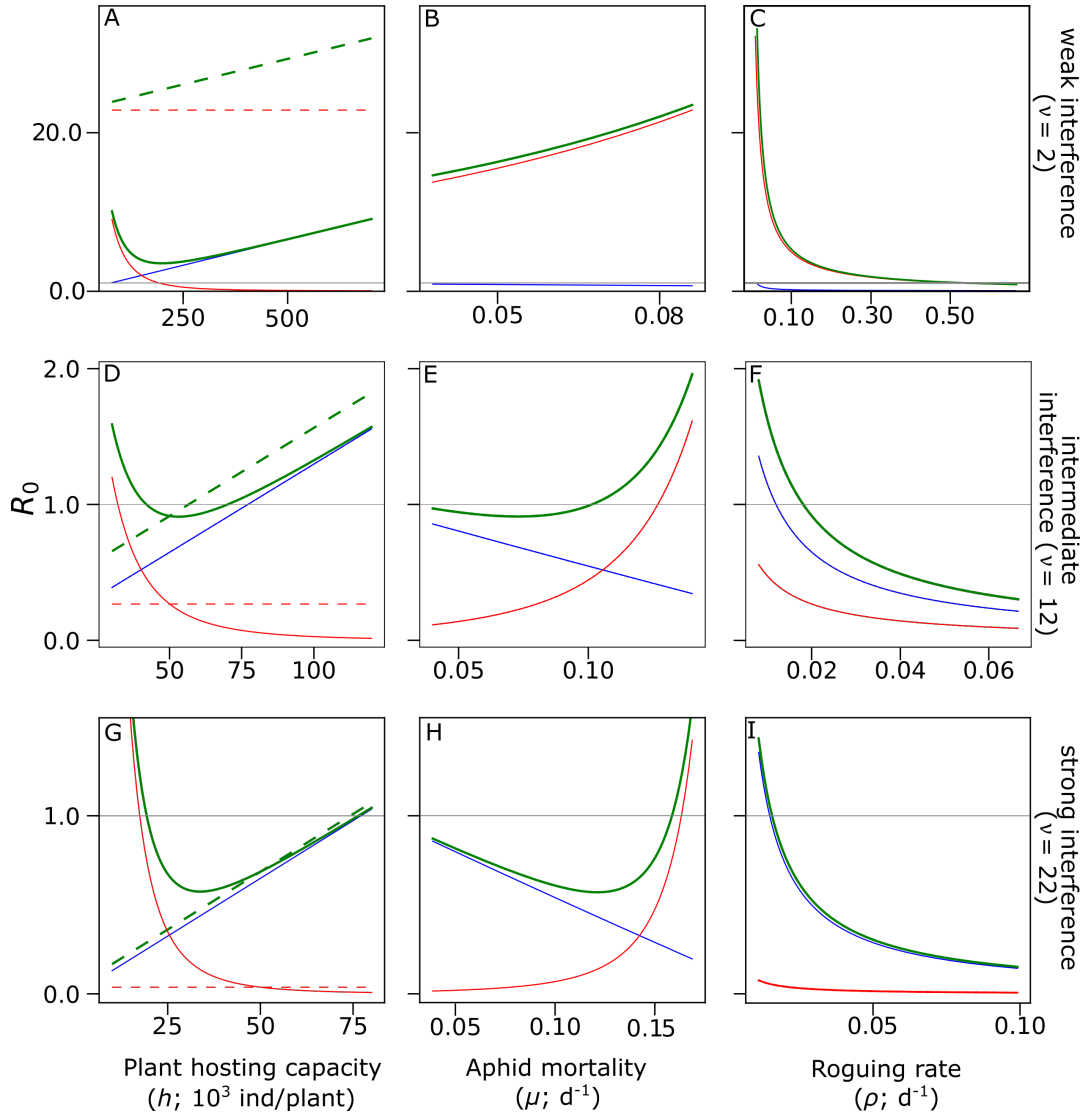 A
B
C
20.0
0.0
250
500
0.05
0.08
0.10
0.30
0.50
weak interference
(ν = 2)
D
E
F
2.0
1.0
0.0
50
75
100
0.05
0.10
0.02
0.04
0.06
R0
intermediate
interference (ν = 12)
G
H
I
1.0
0.0
25
50
75
0.05
0.10
0.15
0.05
0.10
strong interference
(ν = 22)
Plant hosting capacity
(h; 10³ ind/plant)
Aphid mortality
(μ; d⁻¹)
Roguing rate
(ρ; d⁻¹)